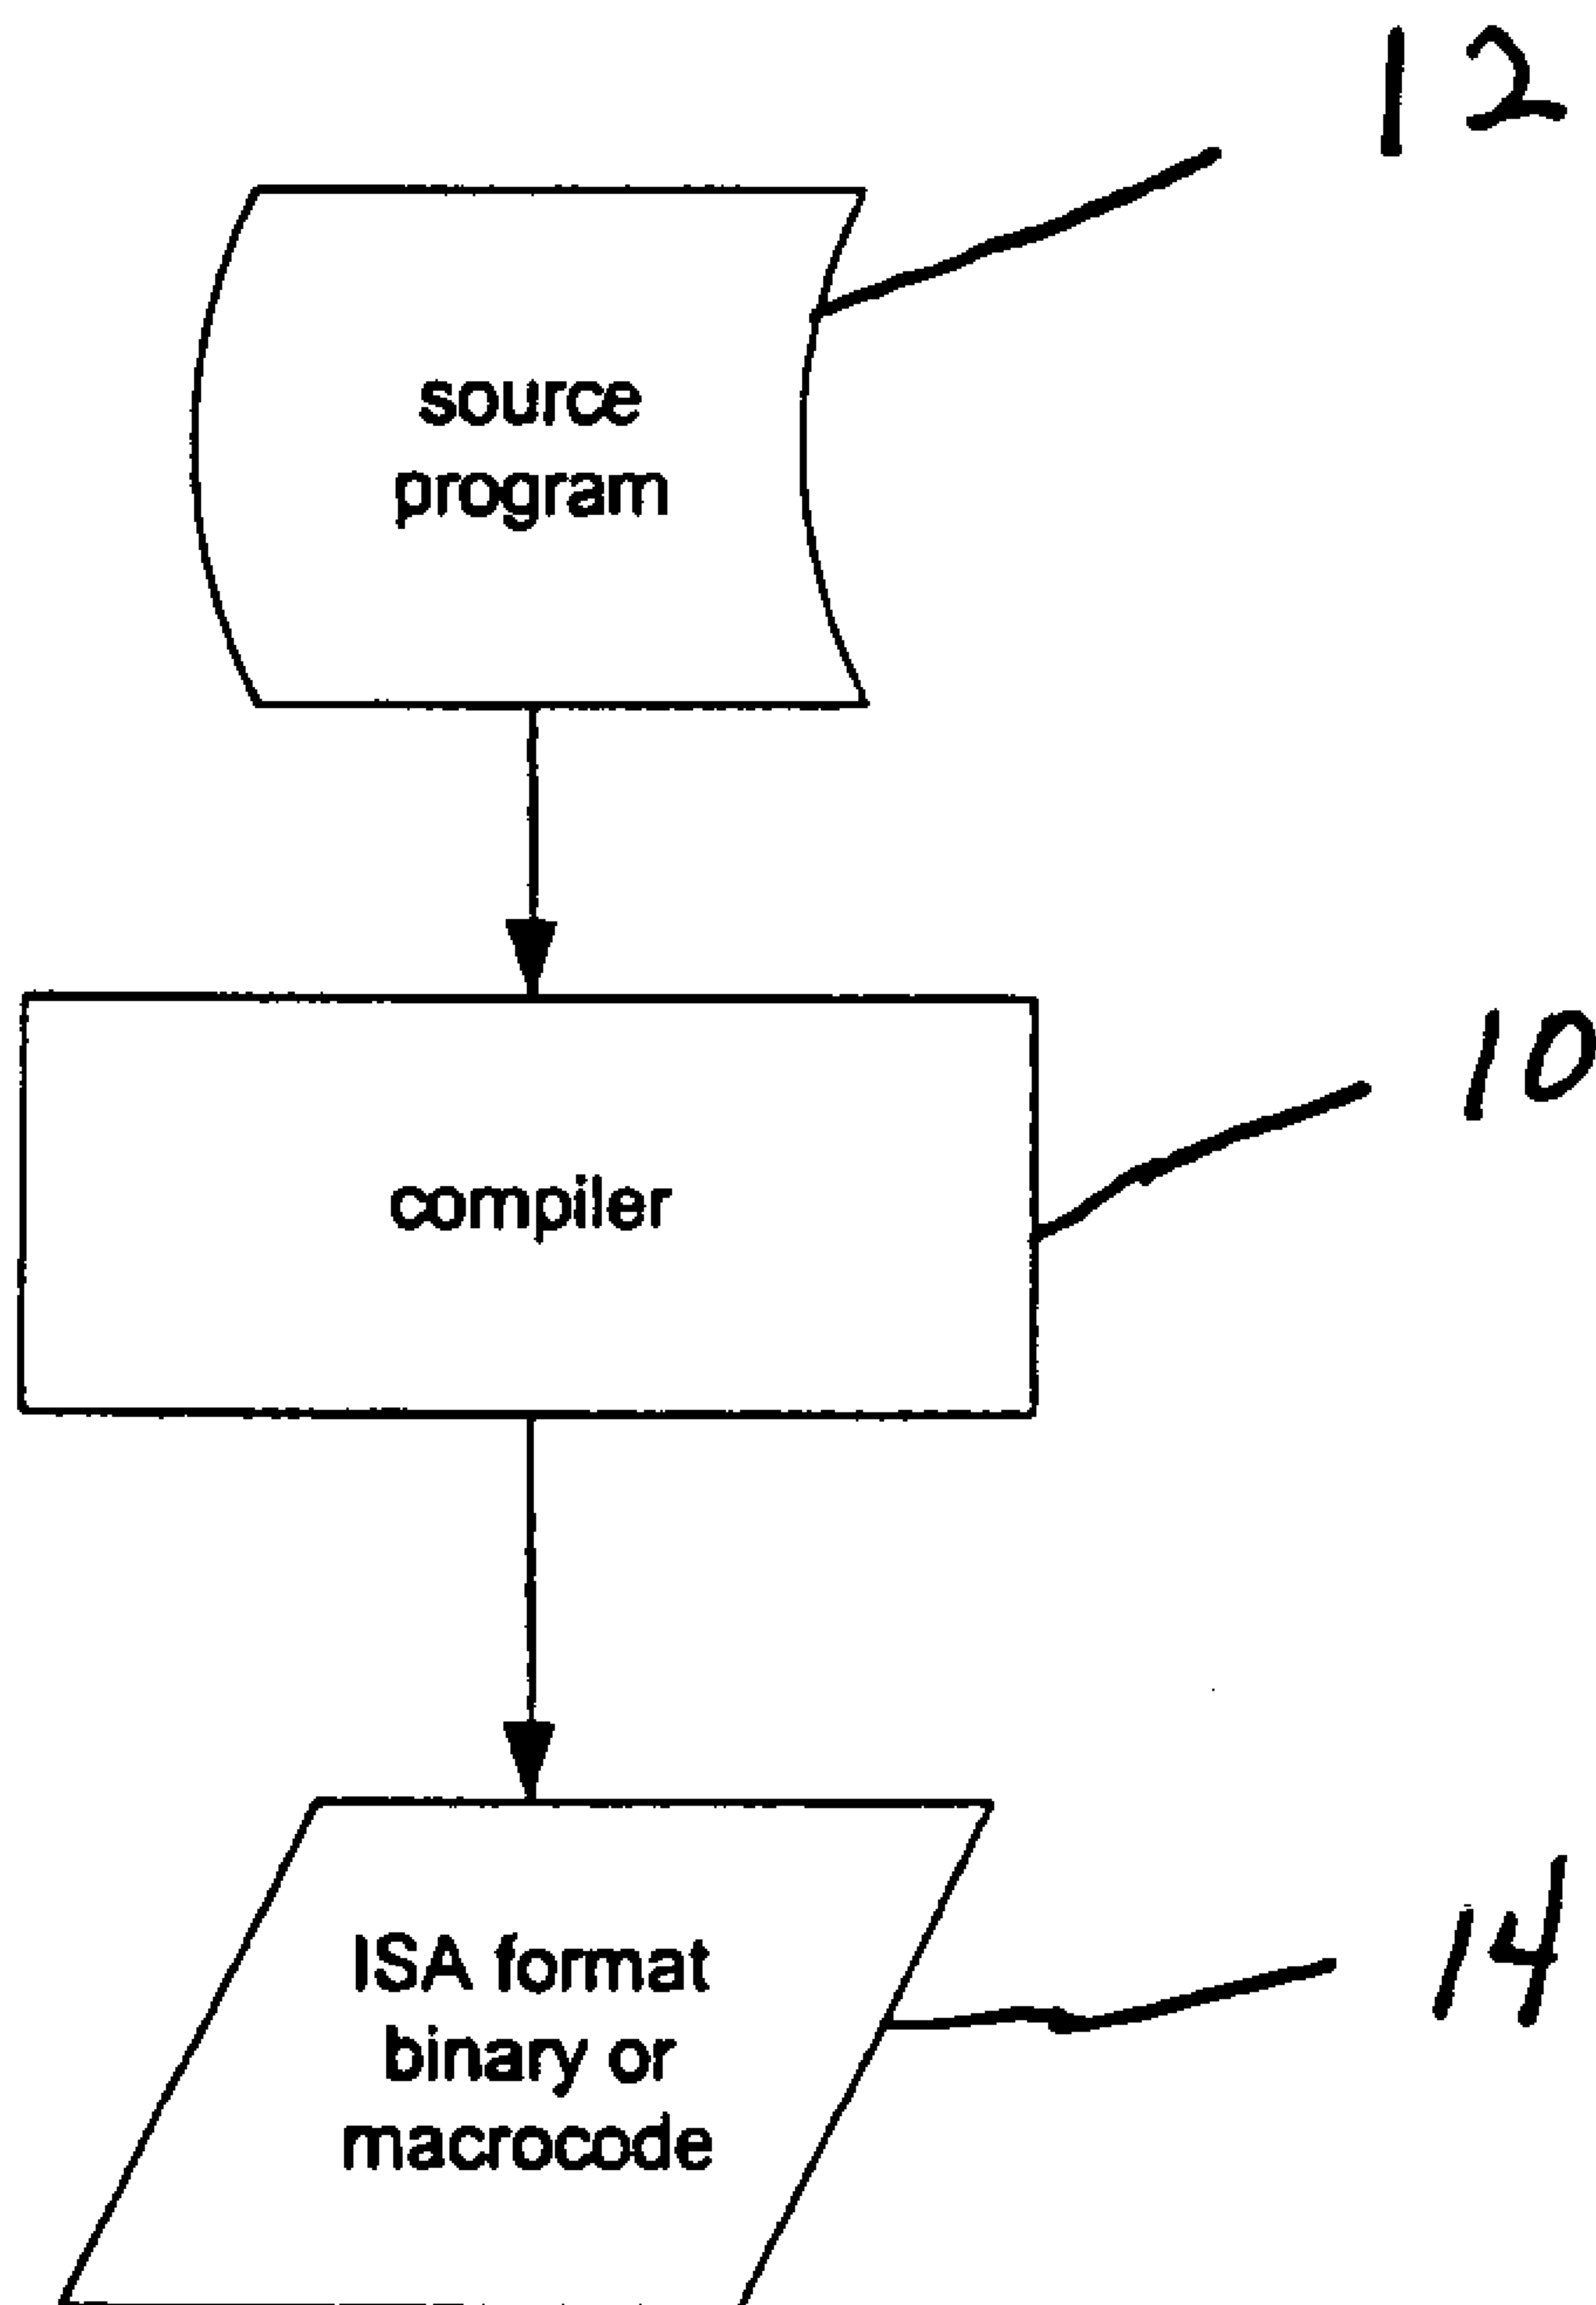 12
source
program
10
compiler
14
ISA format
binary or
macrocode